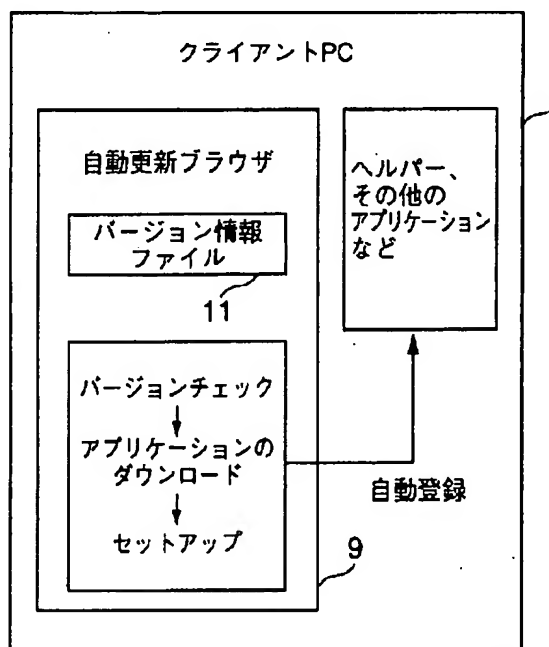 クライアントPC
自動更新ブラウザ
バージョン情報
ファイル
11
バージョンチェック
アプリケーションの
ダウンロード
セットアップ
9
ヘルパー、
その他の
アプリケーション
など
自動登録